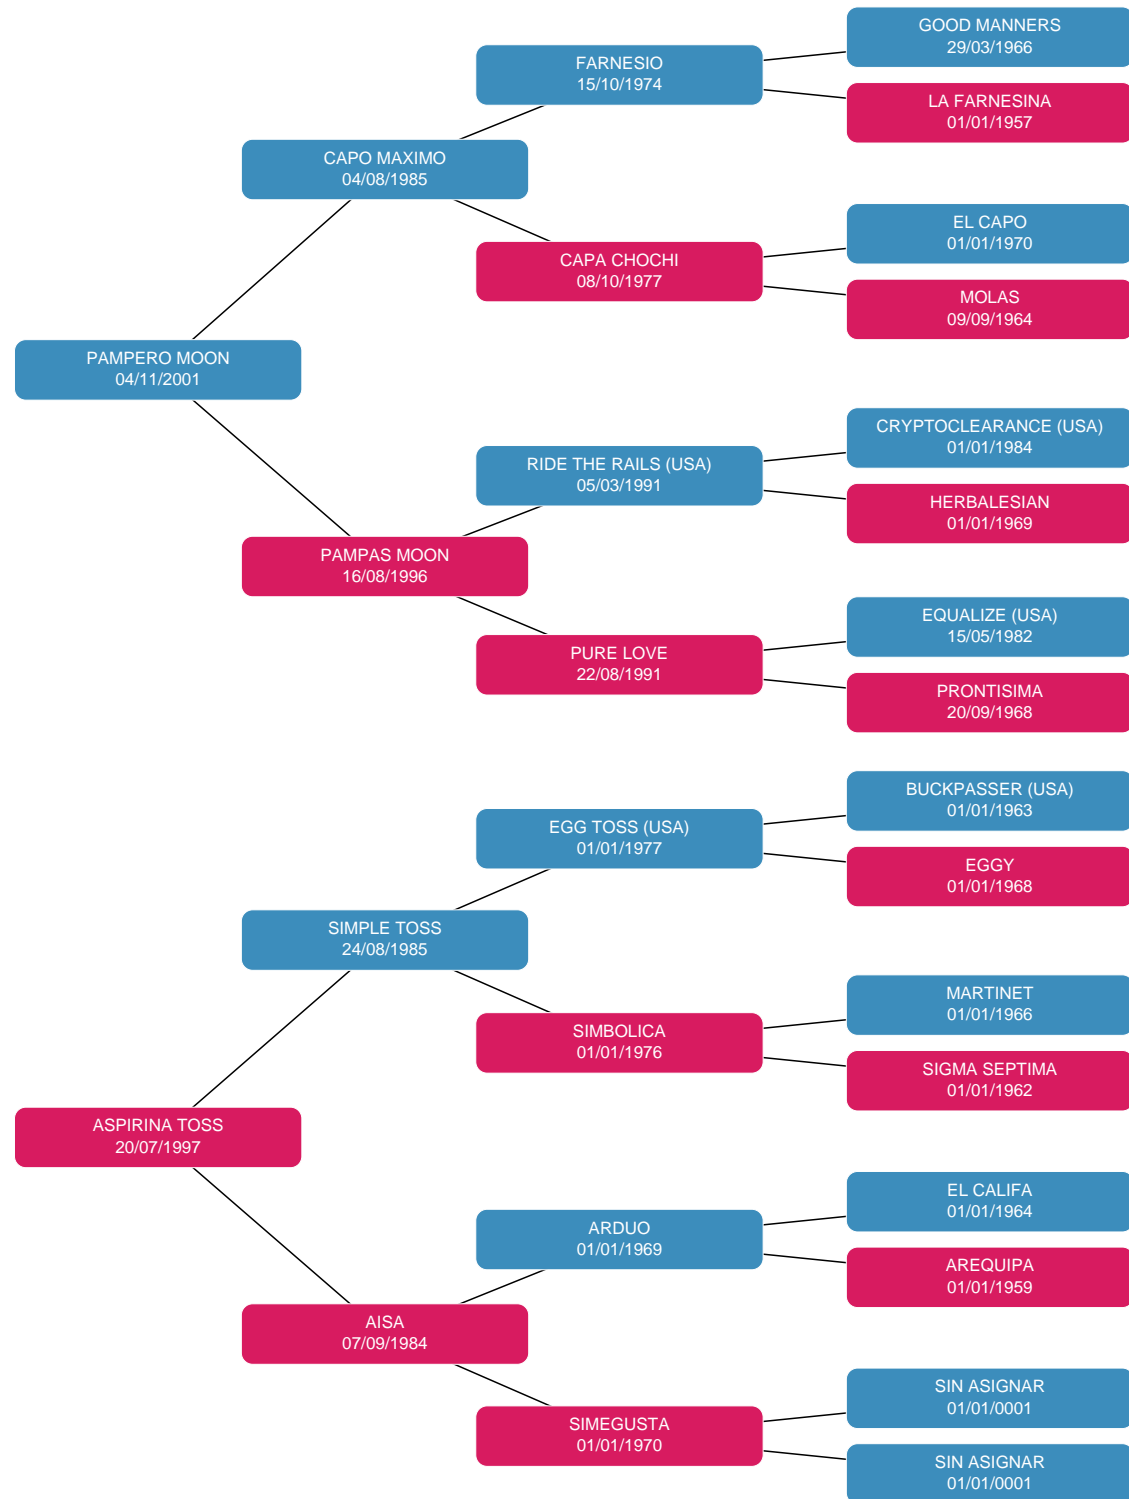 GOOD MANNERS
29/03/1966
FARNESIO
15/10/1974
LA FARNESINA
01/01/1957
CAPO MAXIMO
04/08/1985
EL CAPO
01/01/1970
CAPA CHOCHI
08/10/1977
MOLAS
09/09/1964
PAMPERO MOON
04/11/2001
CRYPTOCLEARANCE (USA)
01/01/1984
RIDE THE RAILS (USA)
05/03/1991
HERBALESIAN
01/01/1969
PAMPAS MOON
16/08/1996
EQUALIZE (USA)
15/05/1982
PURE LOVE
22/08/1991
PRONTISIMA
20/09/1968
BUCKPASSER (USA)
01/01/1963
EGG TOSS (USA)
01/01/1977
EGGY
01/01/1968
SIMPLE TOSS
24/08/1985
MARTINET
01/01/1966
SIMBOLICA
01/01/1976
SIGMA SEPTIMA
01/01/1962
ASPIRINA TOSS
20/07/1997
EL CALIFA
01/01/1964
ARDUO
01/01/1969
AREQUIPA
01/01/1959
AISA
07/09/1984
SIN ASIGNAR
01/01/0001
SIMEGUSTA
01/01/1970
SIN ASIGNAR
01/01/0001